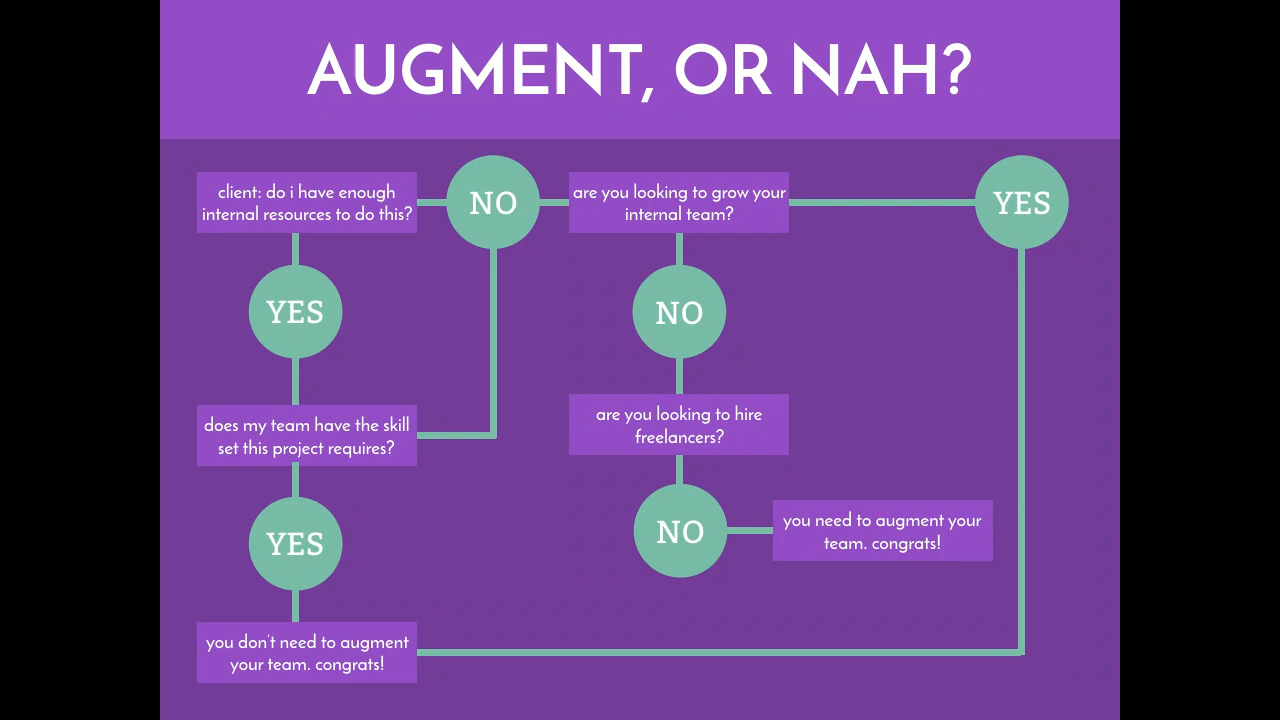 AUGMENT, OR NAH?
client: do i have enough
internal resources to do this?
NO
are you looking to grow your
internal team?
YES
YES
NO
does my team have the skill
set this project requires?
are you looking to hire
freelancers?
YES
NO
you need to augment your
team. congrats!
you don't need to augment
your team. congrats!